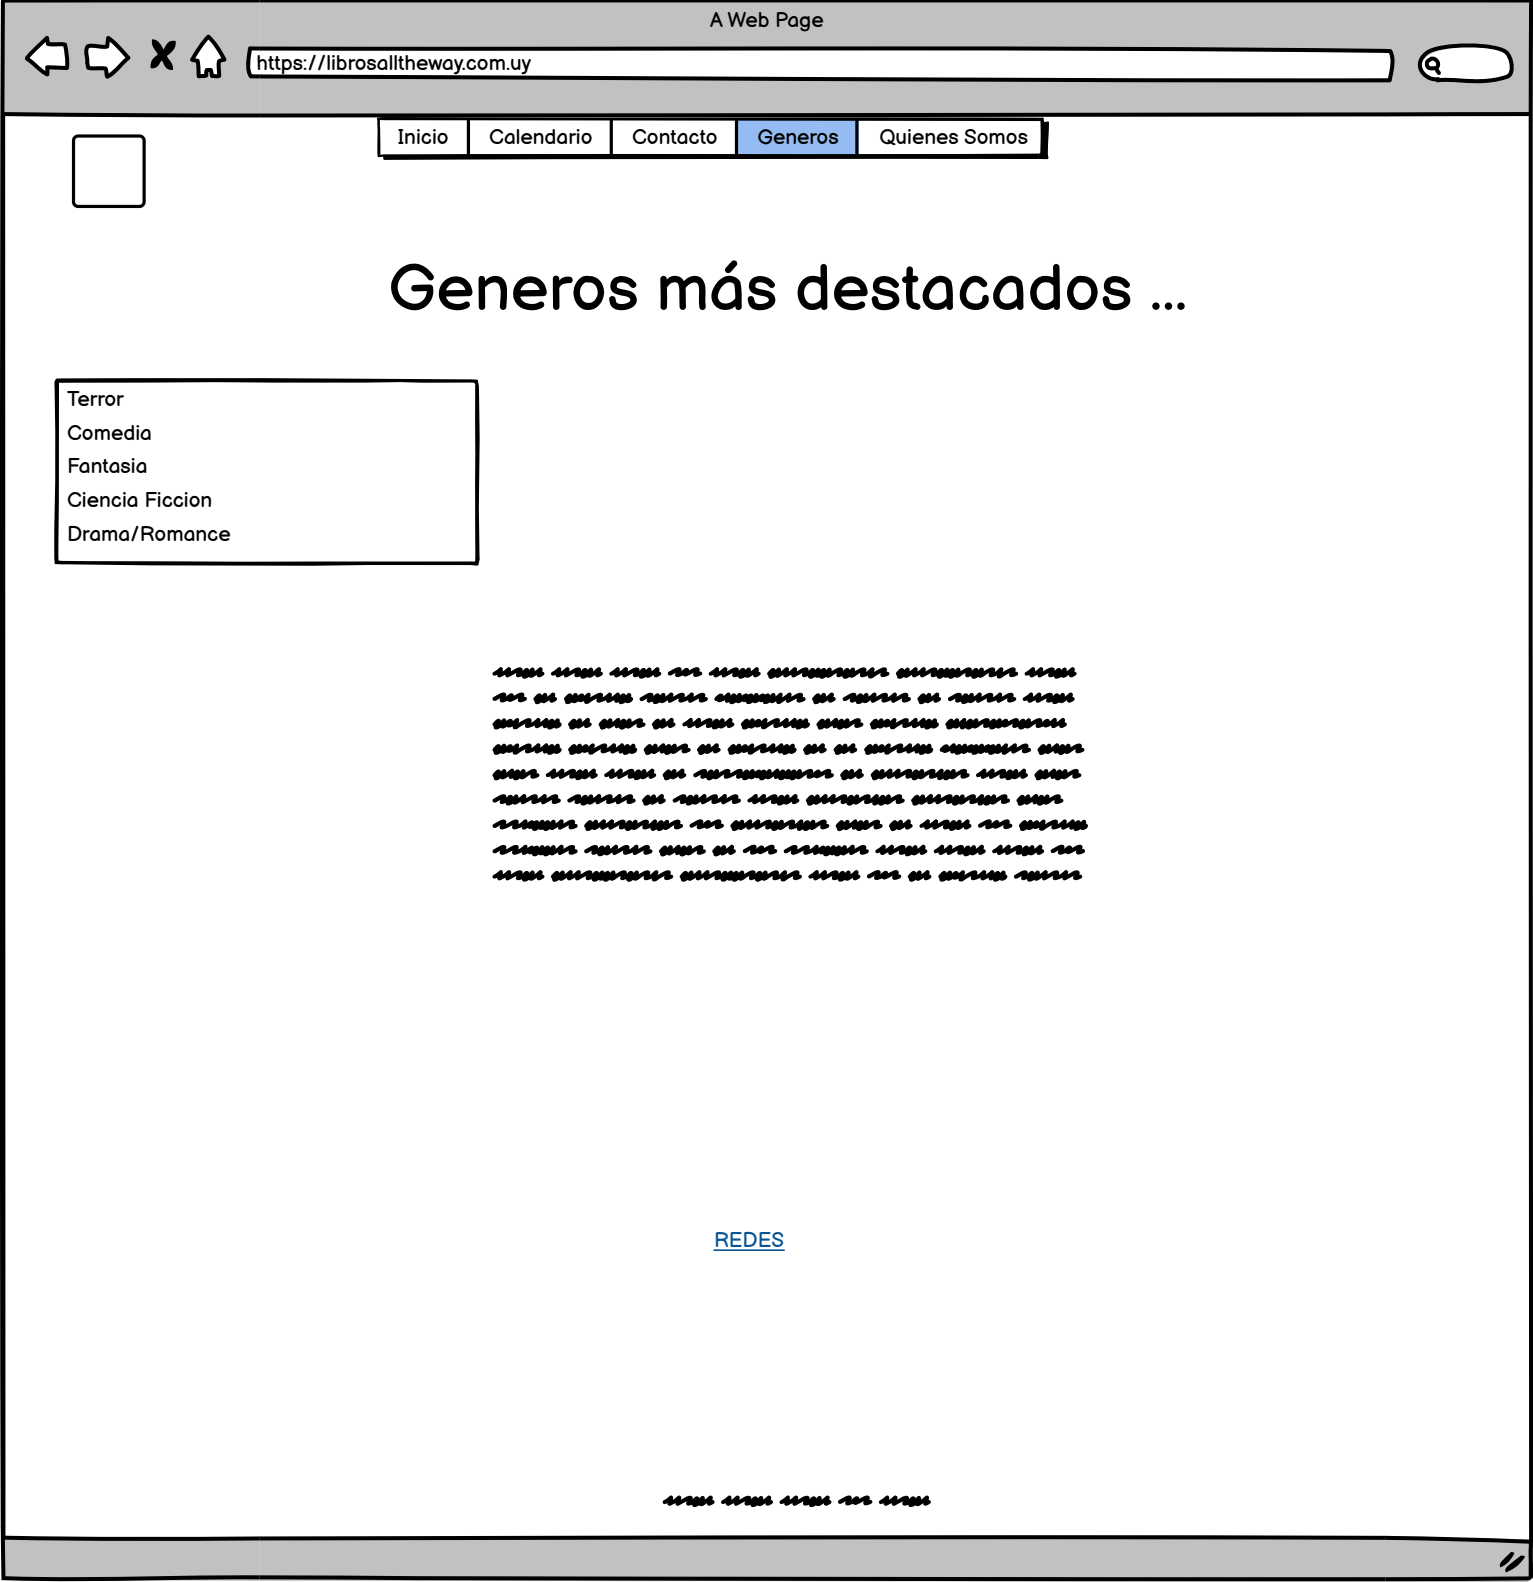 A Web Page
https://librosalltheway.com.uy
Inicio Calendario Contacto Generos Quienes Somos
Generos más destacados ...
Terror
Comedia
Fantasia
Ciencia Ficcion
Drama/Romance
REDES